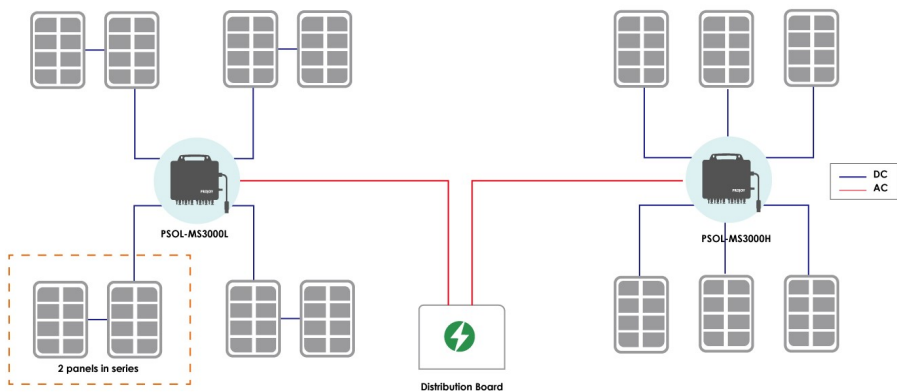 DC
AC
PSOL-MS3000L
PSOL-MS3000H
2 panels in series
Distribution Board